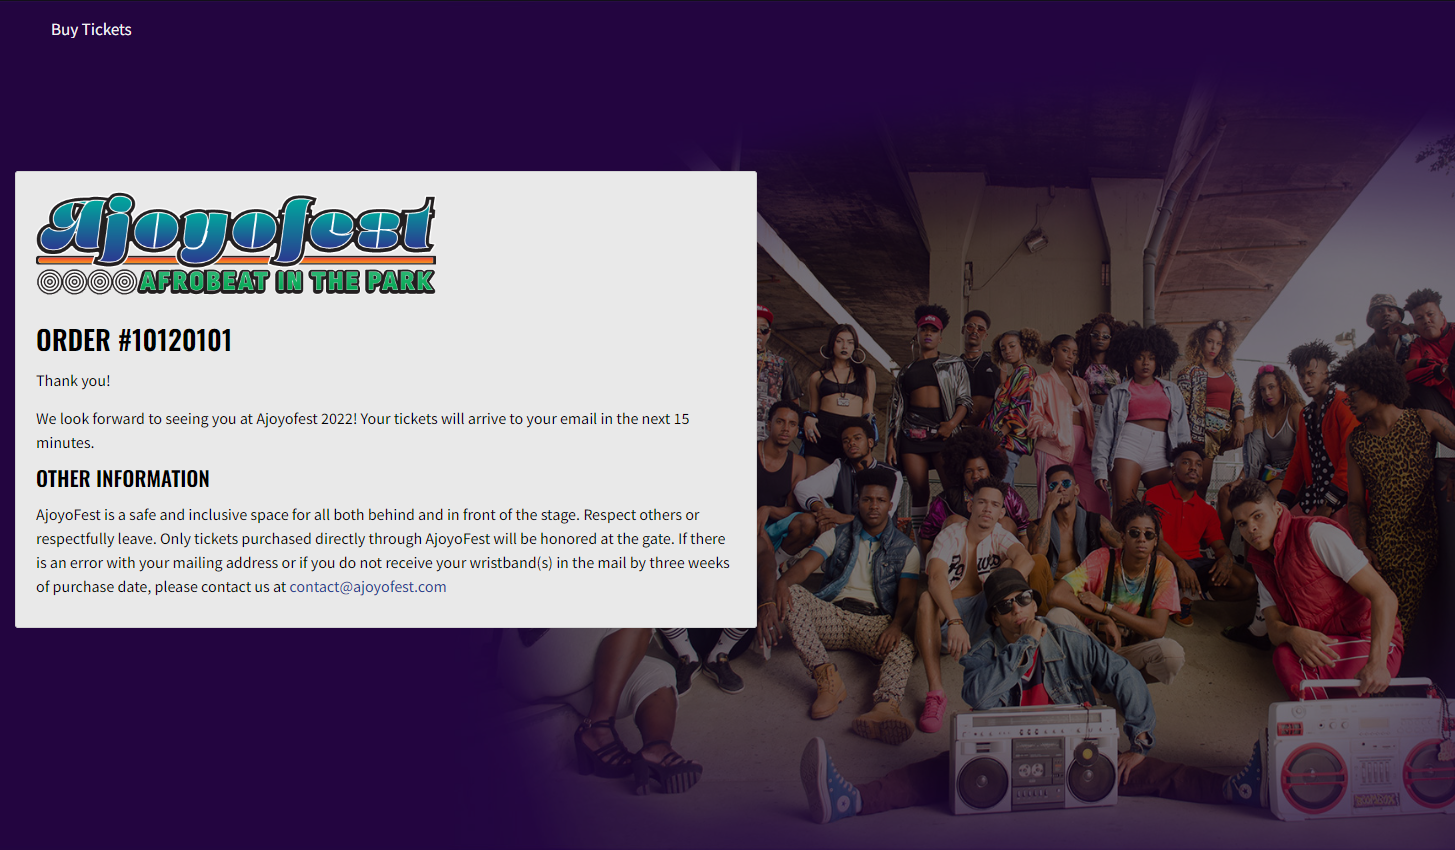 Buy Tickets
Ajoyofest
AFROBEAT IN THE PARK
ORDER #10120101
Thank you!
We look forward to seeing you at Ajoyofest 2022! Your tickets will arrive to your email in the next 15
minutes.
OTHER INFORMATION
AjoyoFest is a safe and inclusive space for all both behind and in front of the stage. Respect others or
respectfully leave. Only tickets purchased directly through AjoyoFest will be honored at the gate. If there
is an error with your mailing address or if you do not receive your wristband(s) in the mail by three weeks
of purchase date, please contact us at contact@ajoyofest.com